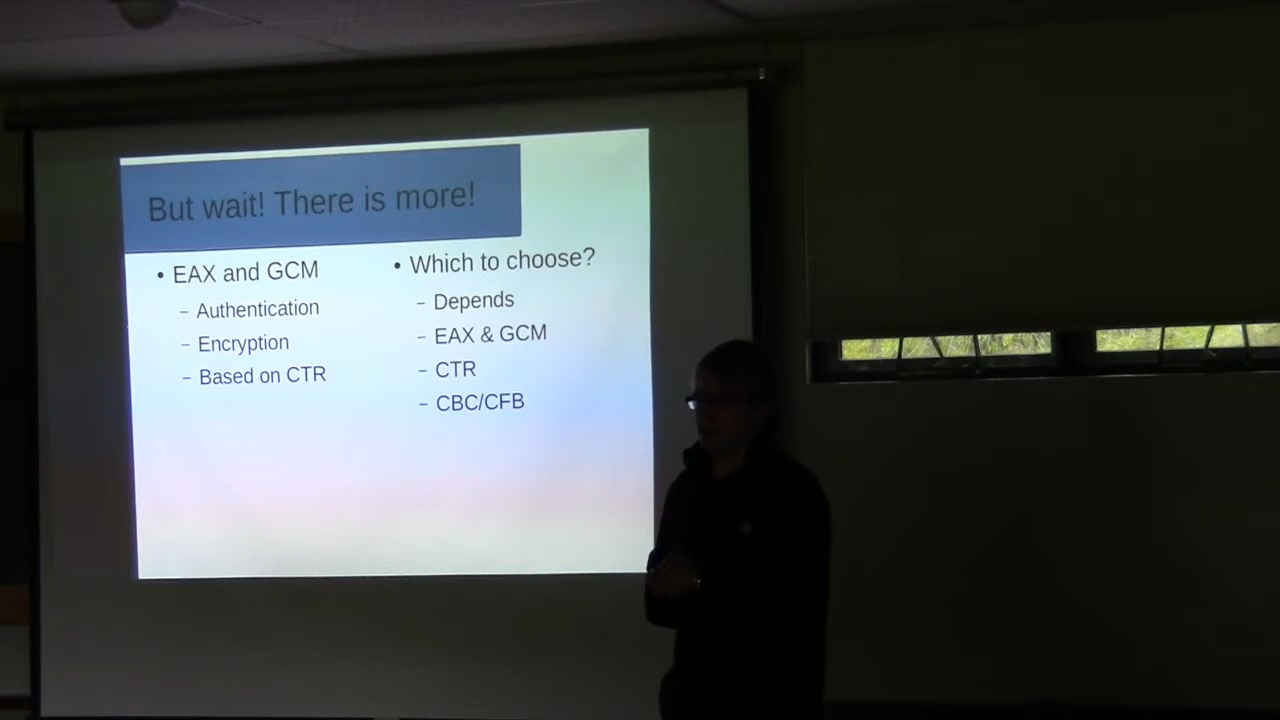 But wait! There is more!
• EAX and GCM
– Authentication
– Encryption
– Based on CTR
• Which to choose?
– Depends
– EAX & GCM
– CTR
– CBC/CFB